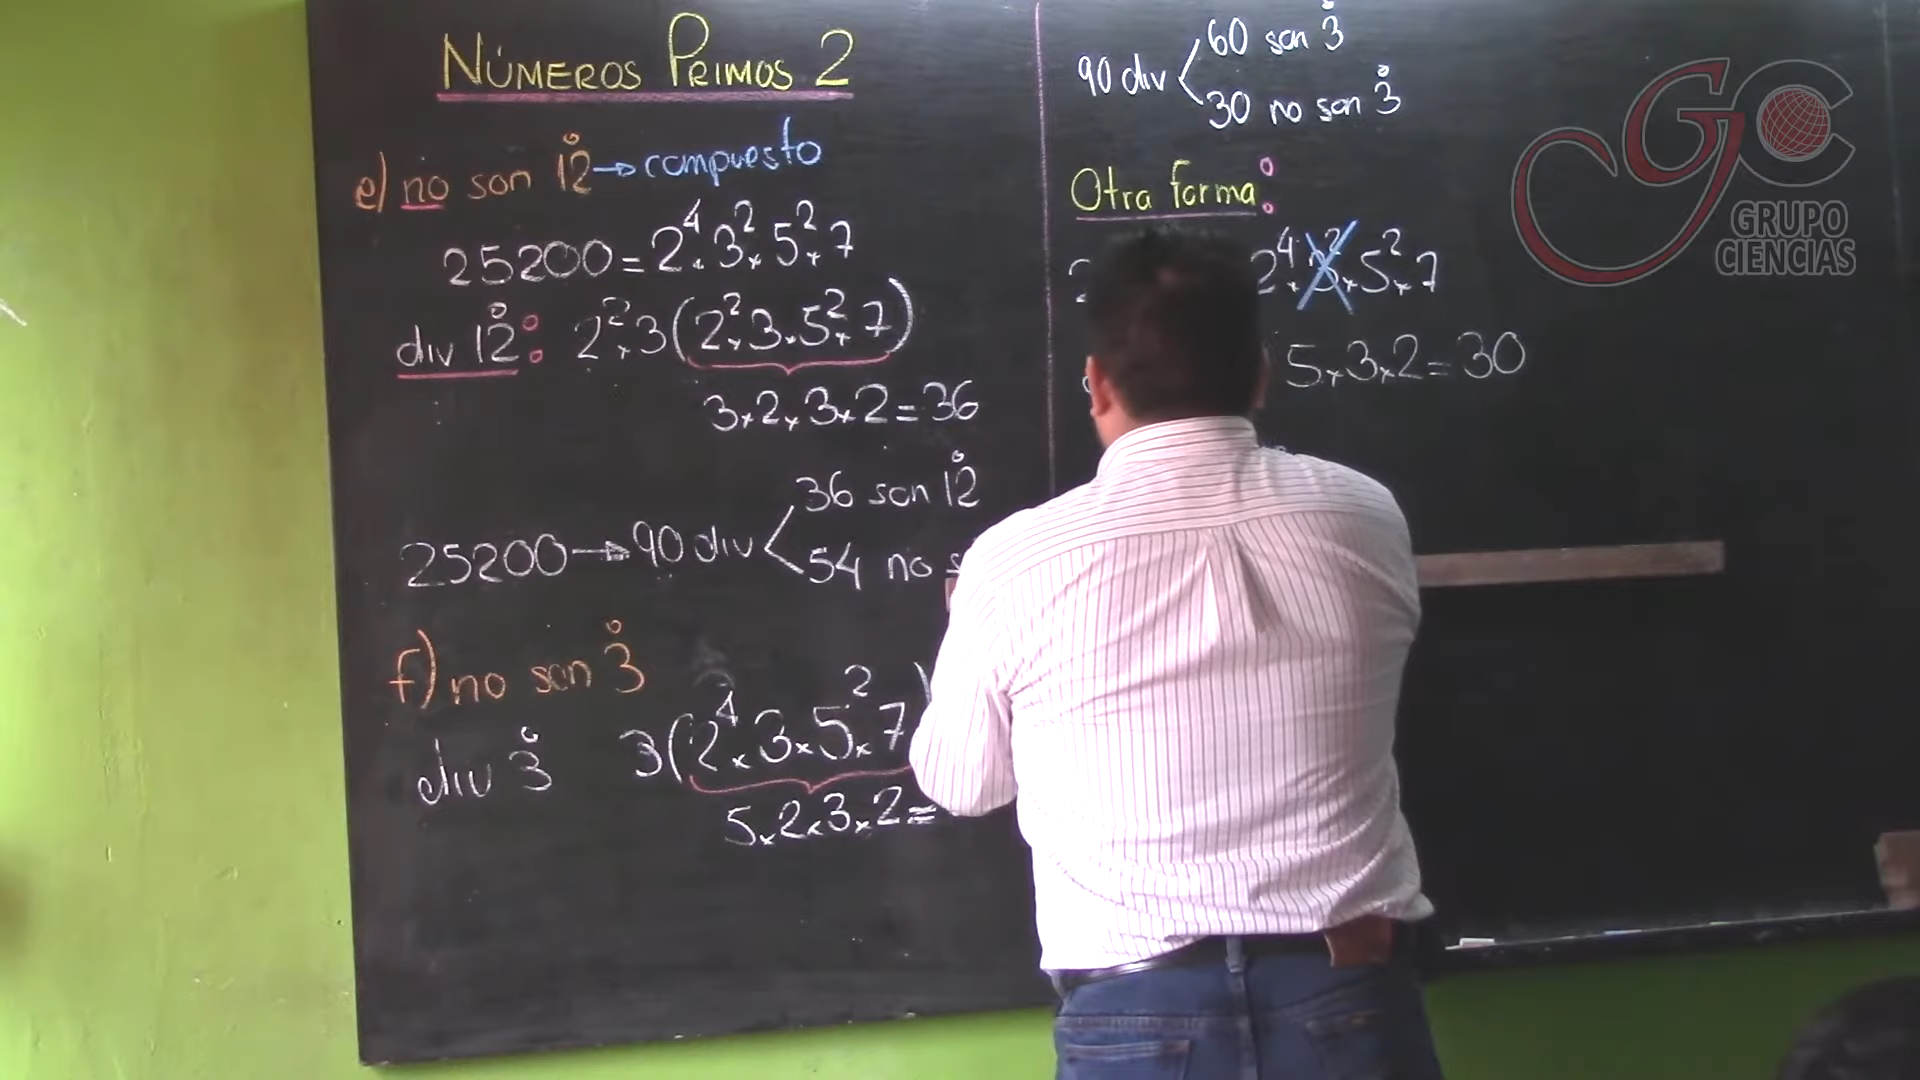 NÚMEROS PRIMOS 2
e) no son 12° → compuesto
25200 = 2⁴ × 3² × 5² × 7
div 12°: 2² × 3 (2² × 3 × 5² × 7)
3 × 2 × 3 × 2 = 36
36 son 12°
25200 → 90 div < 54 no
f) no son 3°
div 3° 3 (2⁴ × 3 × 5² × 7)
5 × 2 × 3 × 2 =
60 son 3°
90 div < 30 no son 3°
Otra forma:
2⁴ × 3² × 5² × 7
5 × 3 × 2 = 30
GC
GRUPO
CIENCIAS